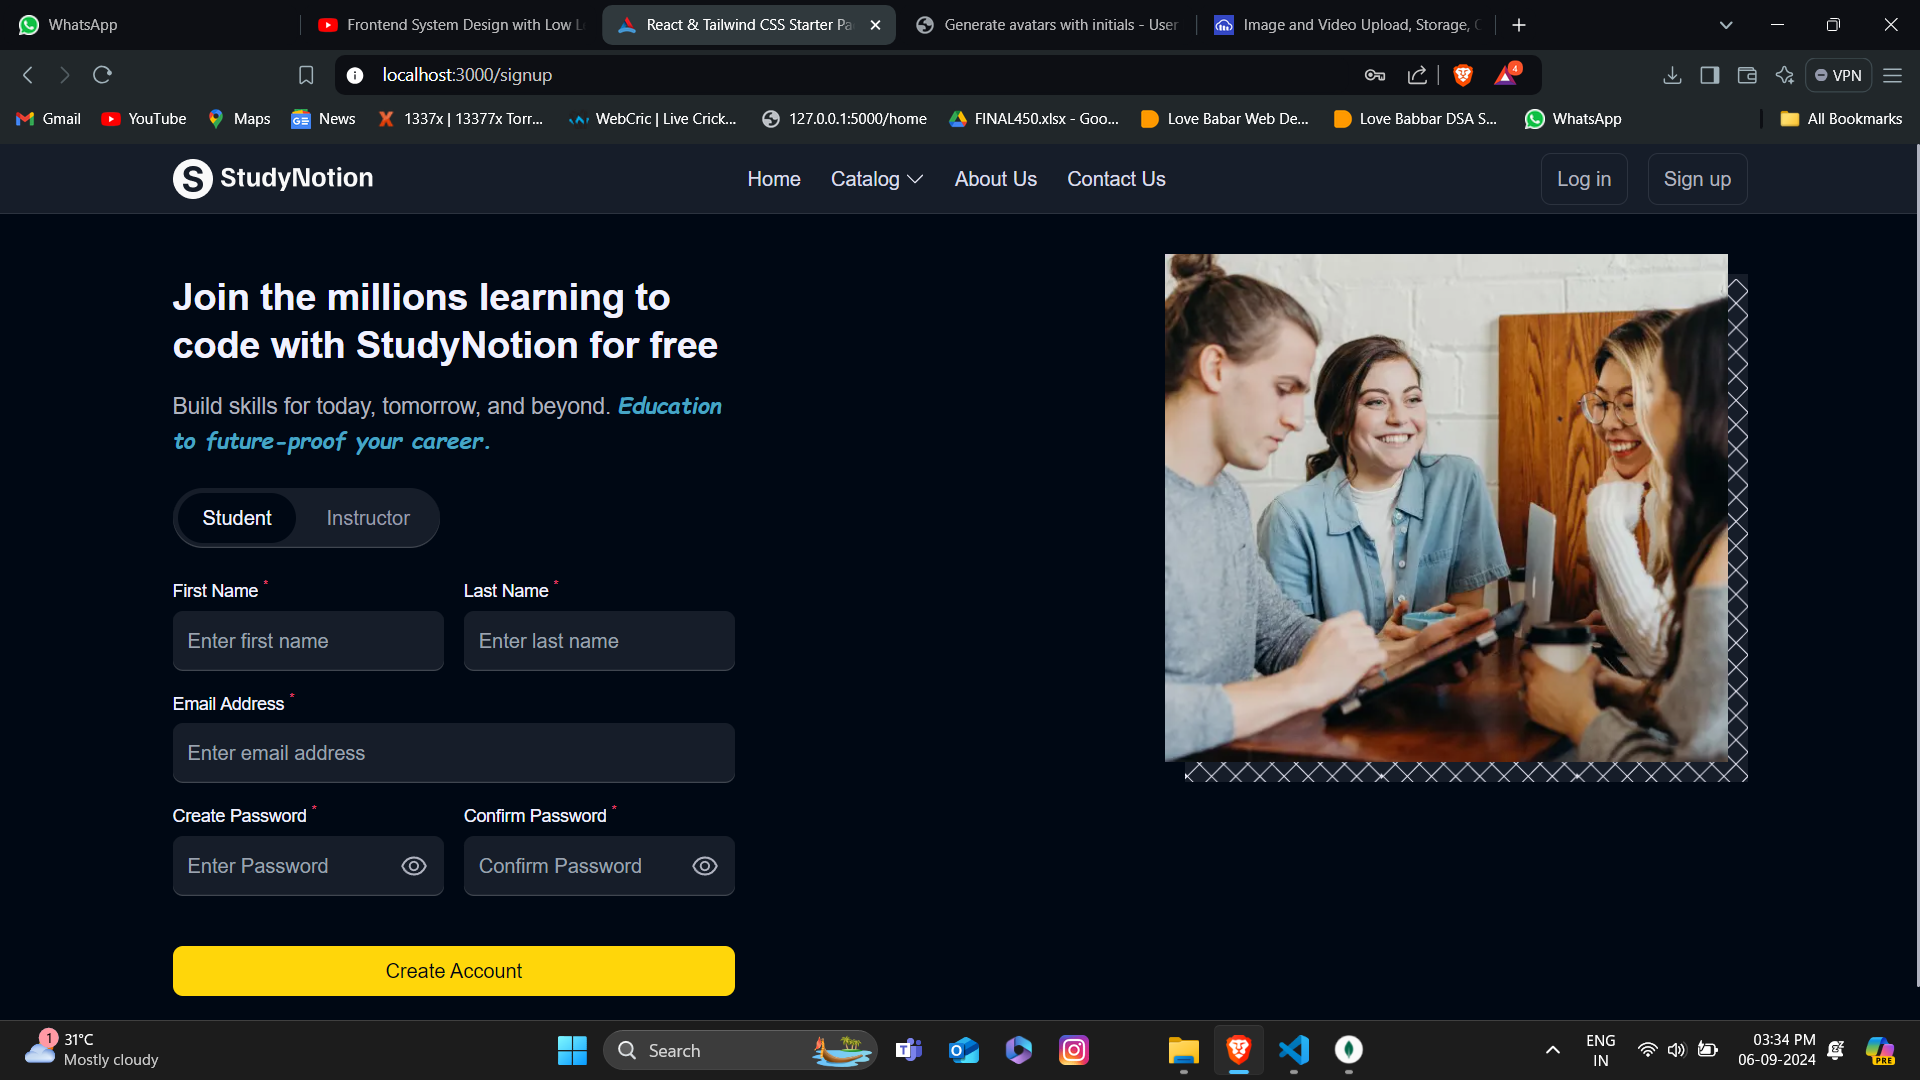 WhatsApp
Frontend System Design with Low L
React & Tailwind CSS Starter Pa
Generate avatars with initials - User
Image and Video Upload, Storage,
localhost:3000/signup
4
VPN
Gmail
YouTube
Maps
News
1337x | 13377x Torr...
WebCric | Live Crick...
127.0.0.1:5000/home
FINAL450.xlsx - Goo...
Love Babar Web De...
Love Babbar DSA S...
WhatsApp
All Bookmarks
S StudyNotion
Home
Catalog
About Us
Contact Us
Log in
Sign up
Join the millions learning to
code with StudyNotion for free
Build skills for today, tomorrow, and beyond. Education
to future-proof your career.
Student
Instructor
First Name *
Last Name *
Enter first name
Enter last name
Email Address *
Enter email address
Create Password *
Confirm Password *
Enter Password
Confirm Password
Create Account
1
31°C
Mostly cloudy
Search
ENG
IN
03:34 PM
06-09-2024
PRE